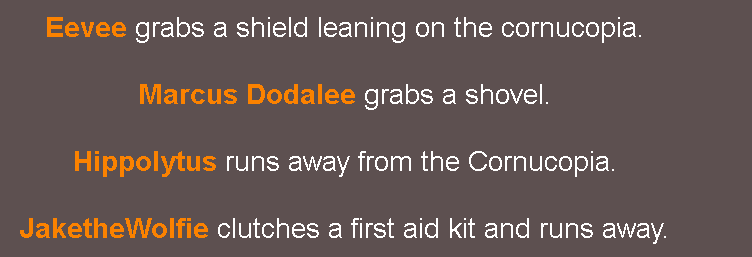 Eevee grabs a shield leaning on the cornucopia.
Marcus Dodalee grabs a shovel.
Hippolytus runs away from the Cornucopia.
JaketheWolfie clutches a first aid kit and runs away.